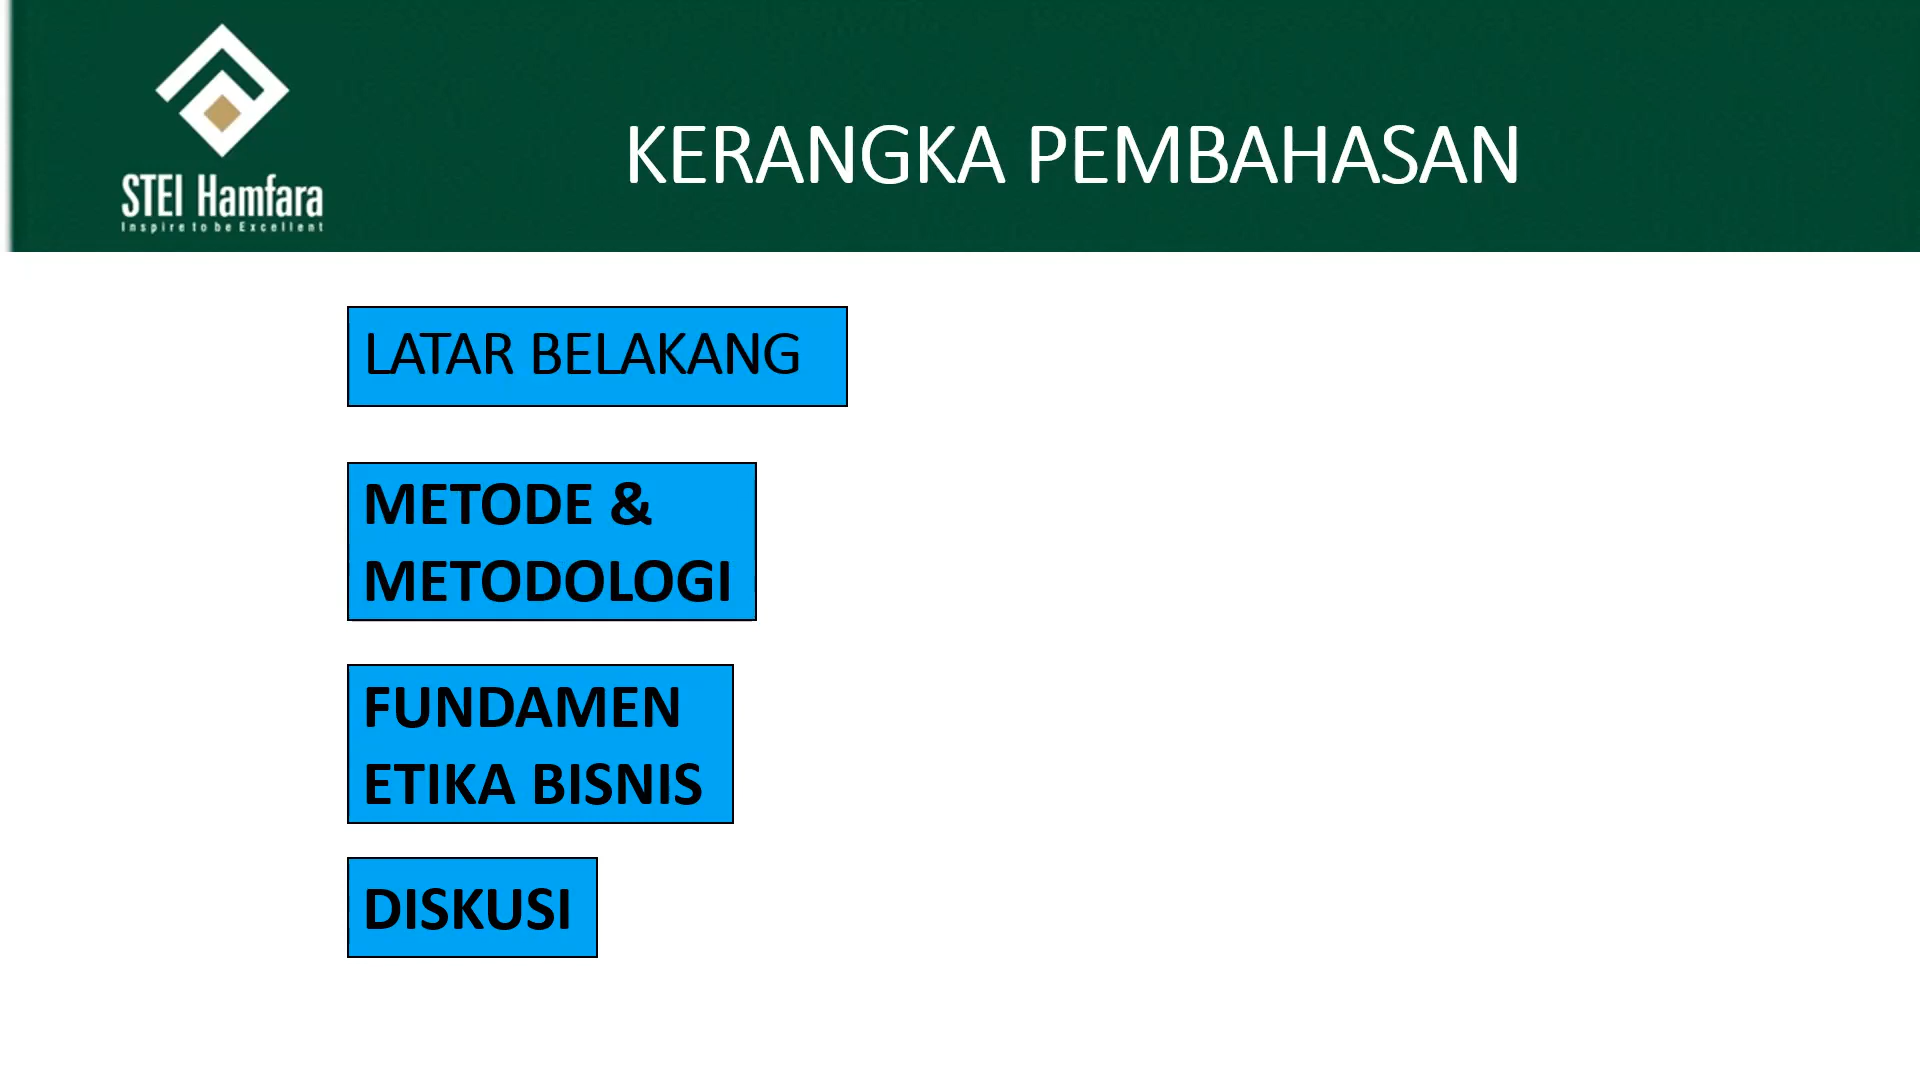 STEI Hamfara
Inspire to be Excellent
KERANGKA PEMBAHASAN
LATAR BELAKANG
METODE &
METODOLOGI
FUNDAMEN
ETIKA BISNIS
DISKUSI